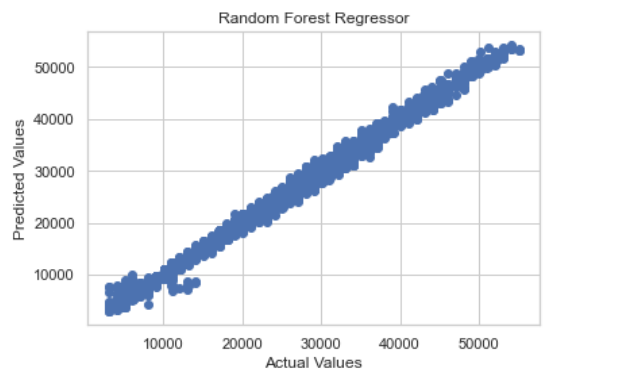 Random Forest Regressor
Predicted Values
50000
40000
30000
20000
10000
10000 20000 30000 40000 50000
Actual Values